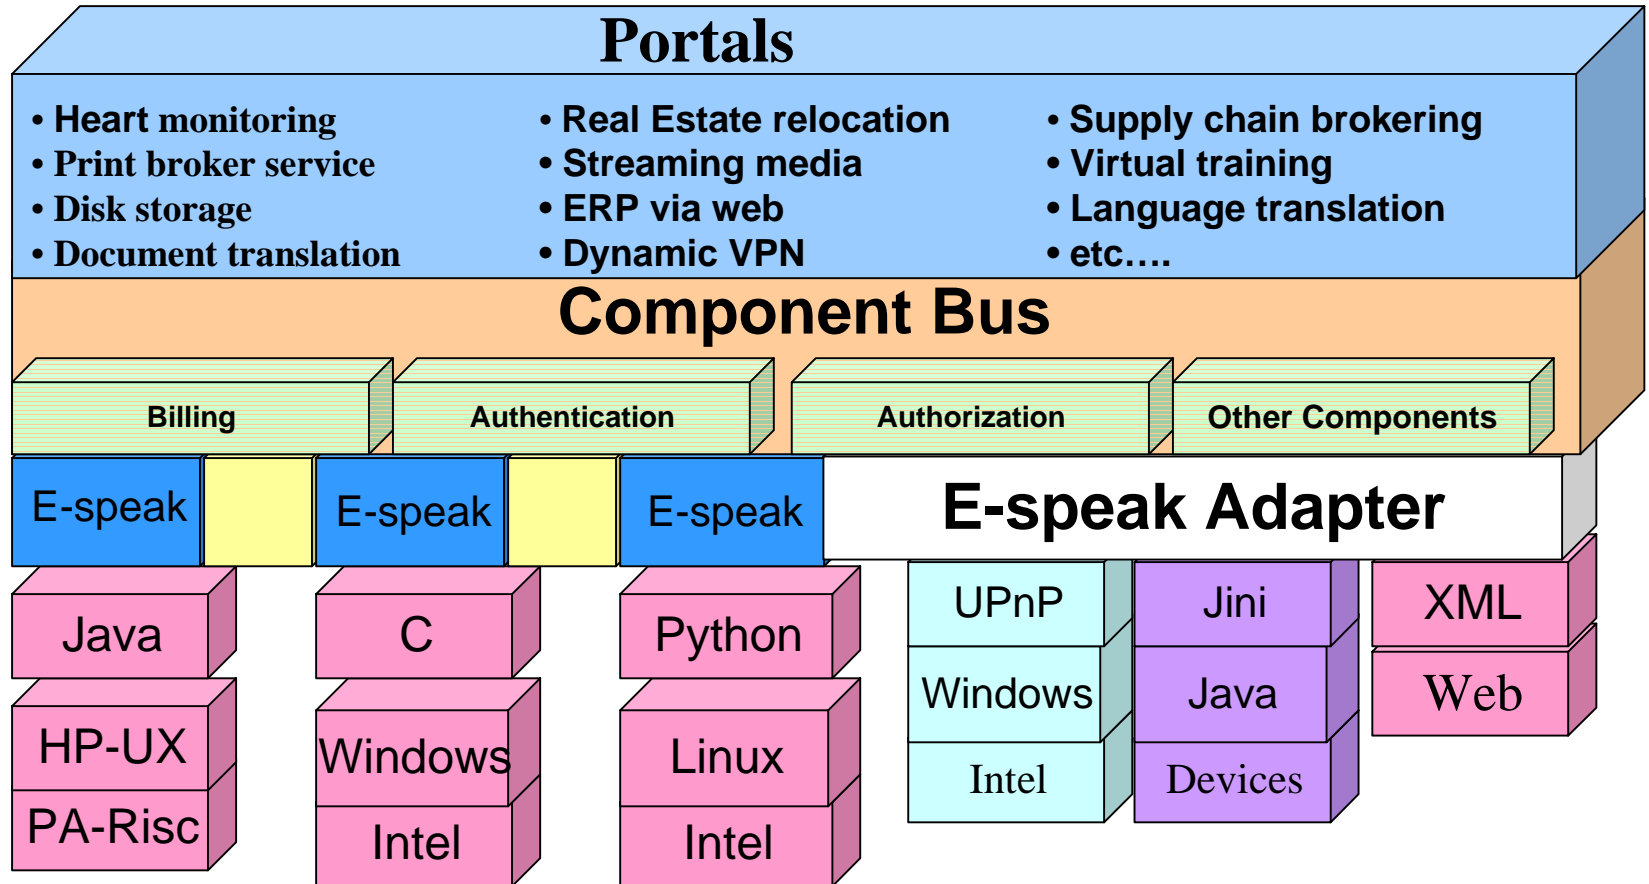 Portals
• Heart monitoring
• Print broker service
• Disk storage
• Document translation
• Real Estate relocation
• Streaming media
• ERP via web
• Dynamic VPN
• Supply chain brokering
• Virtual training
• Language translation
• etc....
Component Bus
Billing
Authentication
Authorization
Other Components
E-speak
E-speak
E-speak
E-speak Adapter
Java
HP-UX
PA-Risc
C
Windows
Intel
Python
Linux
Intel
UPnP
Windows
Intel
Jini
Java
Devices
XML
Web